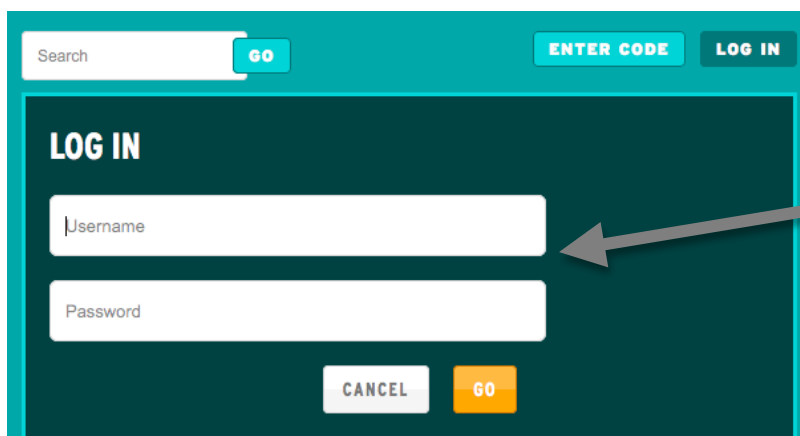 Search GO ENTER CODE LOG IN
LOG IN
Username
Password
CANCEL GO